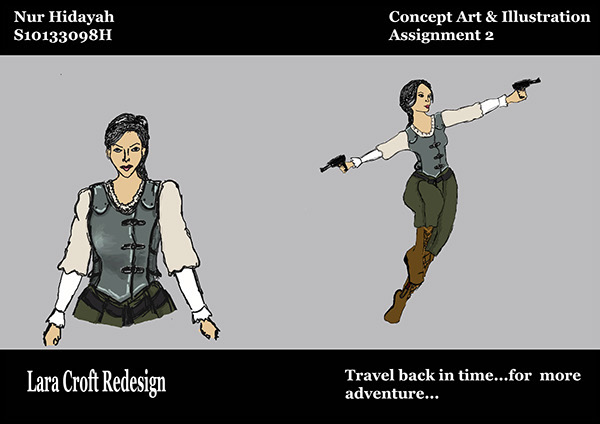 Nur Hidayah
S10133098H
Concept Art & Illustration
Assignment 2
Lara Croft Redesign
Travel back in time...for  more
adventure...